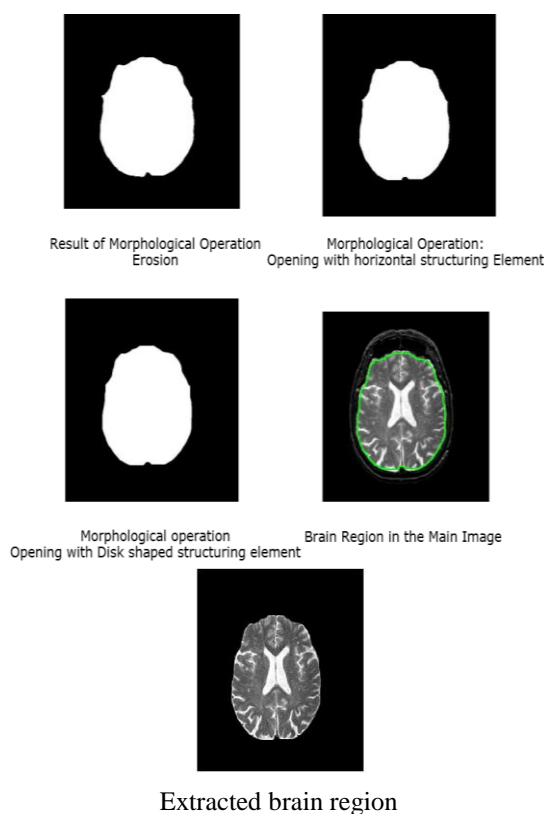 Result of Morphological Operation
Erosion
Morphological Operation:
Opening with horizontal structuring Element
Morphological operation
Opening with Disk shaped structuring element
Brain Region in the Main Image
Extracted brain region